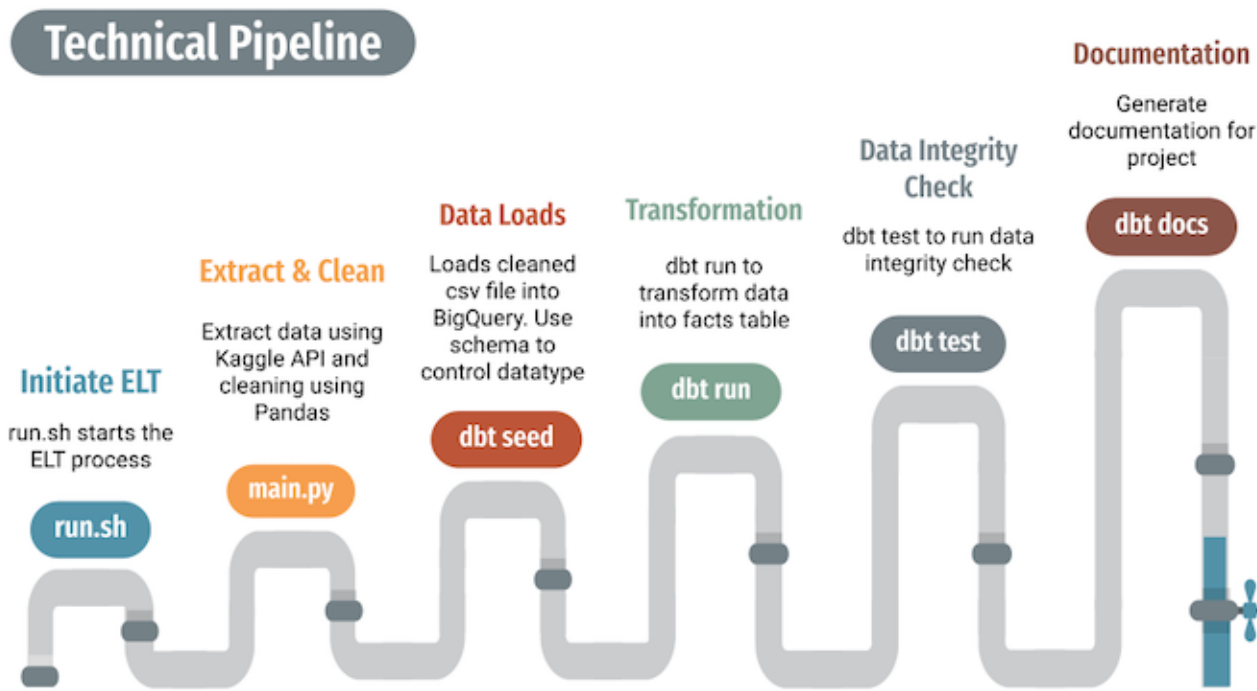 Technical Pipeline
Initiate ELT
run.sh starts the
ELT process
run.sh
Extract & Clean
Extract data using
Kaggle API and
cleaning using
Pandas
main.py
Data Loads
Loads cleaned
csv file into
BigQuery. Use
schema to
control datatype
dbt seed
Transformation
dbt run to
transform data
into facts table
dbt run
Data Integrity
Check
dbt test to run data
integrity check
dbt test
Documentation
Generate
documentation for
project
dbt docs